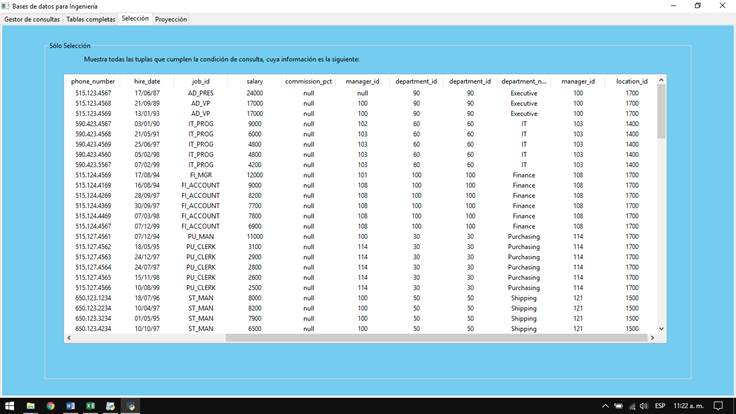 Bases de datos para Ingeniería
Gestor de consultas Tablas completas Selección Proyección
Sólo Selección
Muestra todas las tuplas que cumplen la condición de consulta, cuya información es la siguiente:
phone_number hire_date job_id salary commission_pct manager_id department_id department_id department_n... manager_id location_id
515.123.4567 17/06/87 AD_PRES 24000 null null 90 90 Executive 100 1700
515.123.4568 21/09/89 AD_VP 17000 null 100 90 90 Executive 100 1700
515.123.4569 13/01/93 AD_VP 17000 null 100 90 90 Executive 100 1700
590.423.4567 03/01/90 IT_PROG 9000 null 102 60 60 IT 103 1400
590.423.4568 21/05/91 IT_PROG 6000 null 103 60 60 IT 103 1400
590.423.4569 25/06/97 IT_PROG 4800 null 103 60 60 IT 103 1400
590.423.4560 05/02/98 IT_PROG 4800 null 103 60 60 IT 103 1400
590.423.5567 07/02/99 IT_PROG 4200 null 103 60 60 IT 103 1400
515.124.4569 17/08/94 FI_MGR 12000 null 101 100 100 Finance 108 1700
515.124.4169 16/08/94 FI_ACCOUNT 9000 null 108 100 100 Finance 108 1700
515.124.4269 28/09/97 FI_ACCOUNT 8200 null 108 100 100 Finance 108 1700
515.124.4369 30/09/97 FI_ACCOUNT 7700 null 108 100 100 Finance 108 1700
515.124.4469 07/03/98 FI_ACCOUNT 7800 null 108 100 100 Finance 108 1700
515.124.4567 07/12/99 FI_ACCOUNT 6900 null 108 100 100 Finance 108 1700
515.127.4561 07/12/94 PU_MAN 11000 null 100 30 30 Purchasing 114 1700
515.127.4562 18/05/95 PU_CLERK 3100 null 114 30 30 Purchasing 114 1700
515.127.4563 24/12/97 PU_CLERK 2900 null 114 30 30 Purchasing 114 1700
515.127.4564 24/07/97 PU_CLERK 2800 null 114 30 30 Purchasing 114 1700
515.127.4565 15/11/98 PU_CLERK 2600 null 114 30 30 Purchasing 114 1700
515.127.4566 10/08/99 PU_CLERK 2500 null 114 30 30 Purchasing 114 1700
650.123.1234 18/07/96 ST_MAN 8000 null 100 50 50 Shipping 121 1500
650.123.2234 10/04/97 ST_MAN 8200 null 100 50 50 Shipping 121 1500
650.123.3234 01/05/95 ST_MAN 7900 null 100 50 50 Shipping 121 1500
650.123.4234 10/10/97 ST_MAN 6500 null 100 50 50 Shipping 121 1500
ESP 11:22 a. m.